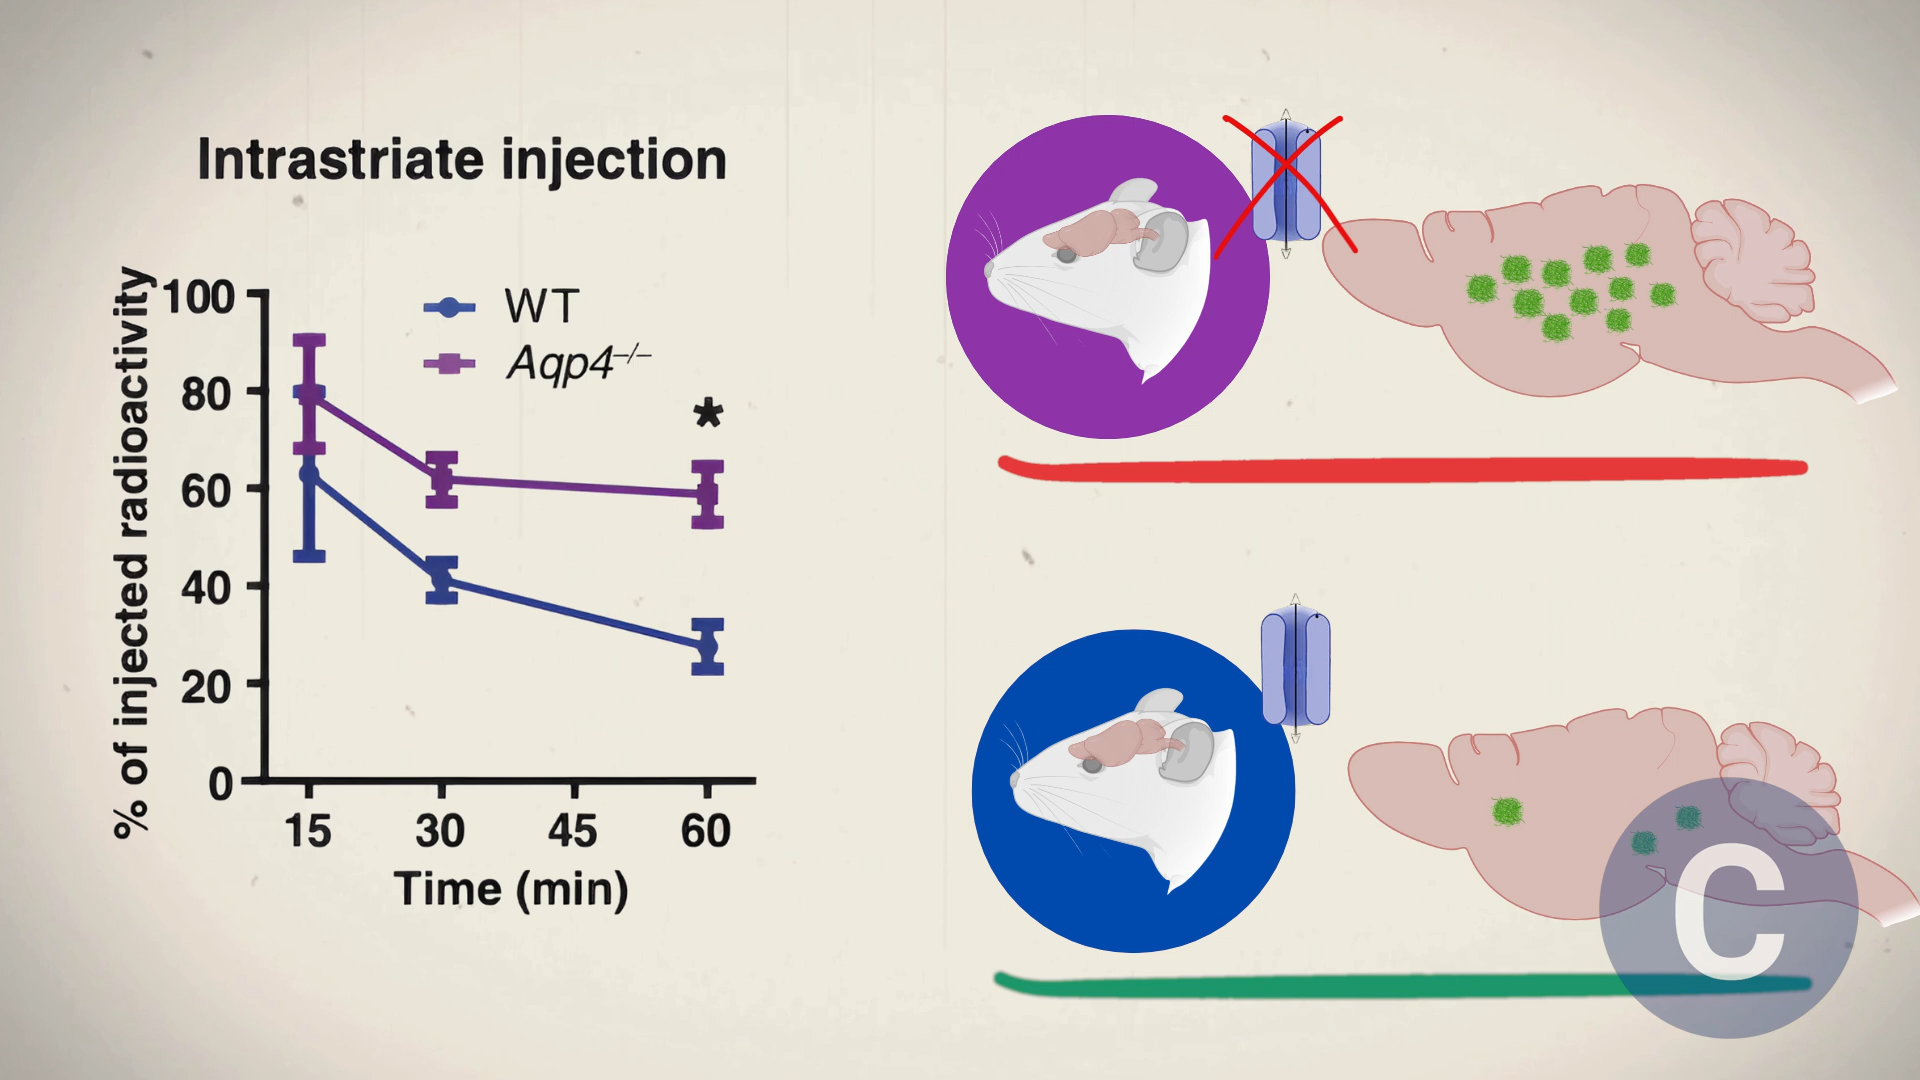 Intrastriate injection
% of injected radioactivity
100
80
60
40
20
0
WT
Aqp4–/–
*
15 30 45 60
Time (min)
C